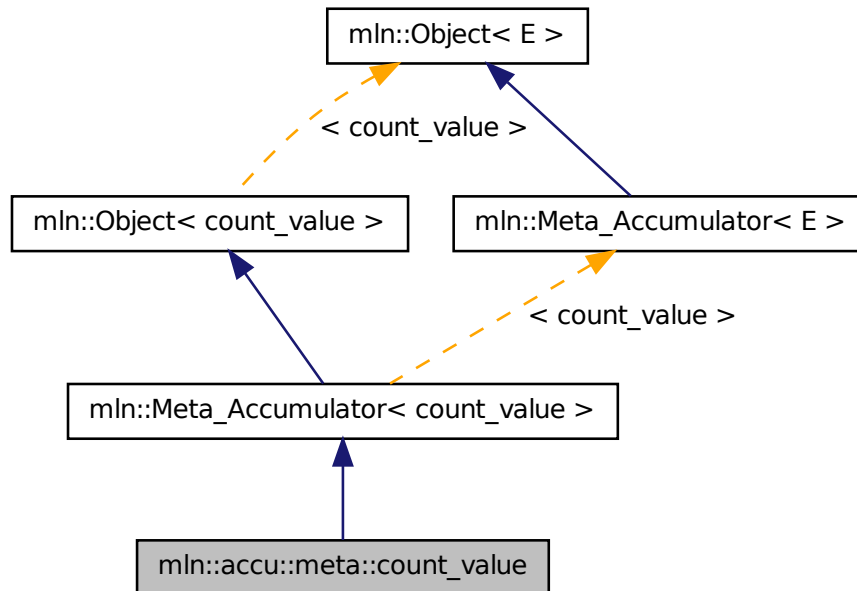 mln::Object< E >
< count_value >
mln::Object< count_value >
mln::Meta_Accumulator< E >
< count_value >
mln::Meta_Accumulator< count_value >
mln::accu::meta::count_value